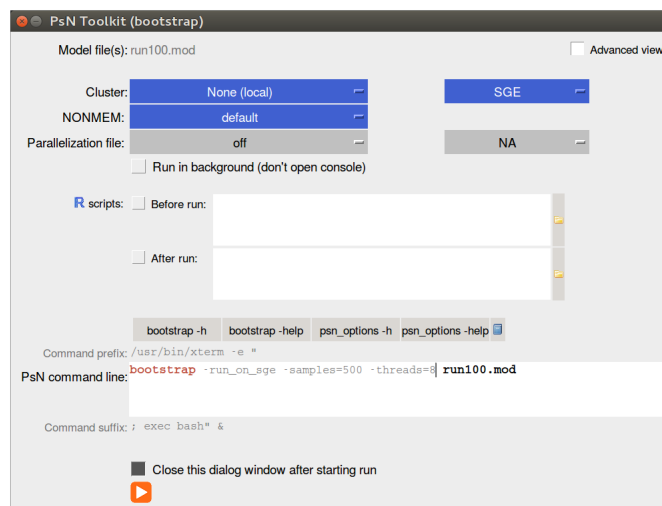 PsN Toolkit (bootstrap)
Model file(s): run100.mod Advanced view
Cluster: None (local) SGE
NONMEM: default
Parallelization file: off NA
Run in background (don't open console)
R scripts: Before run:
After run:
bootstrap -h bootstrap -help psn_options -h psn_options -help
Command prefix: /usr/bin/xterm -e "
PsN command line: bootstrap -run_on_sge -samples=500 -threads=8 run100.mod
Command suffix: ; exec bash" &
Close this dialog window after starting run